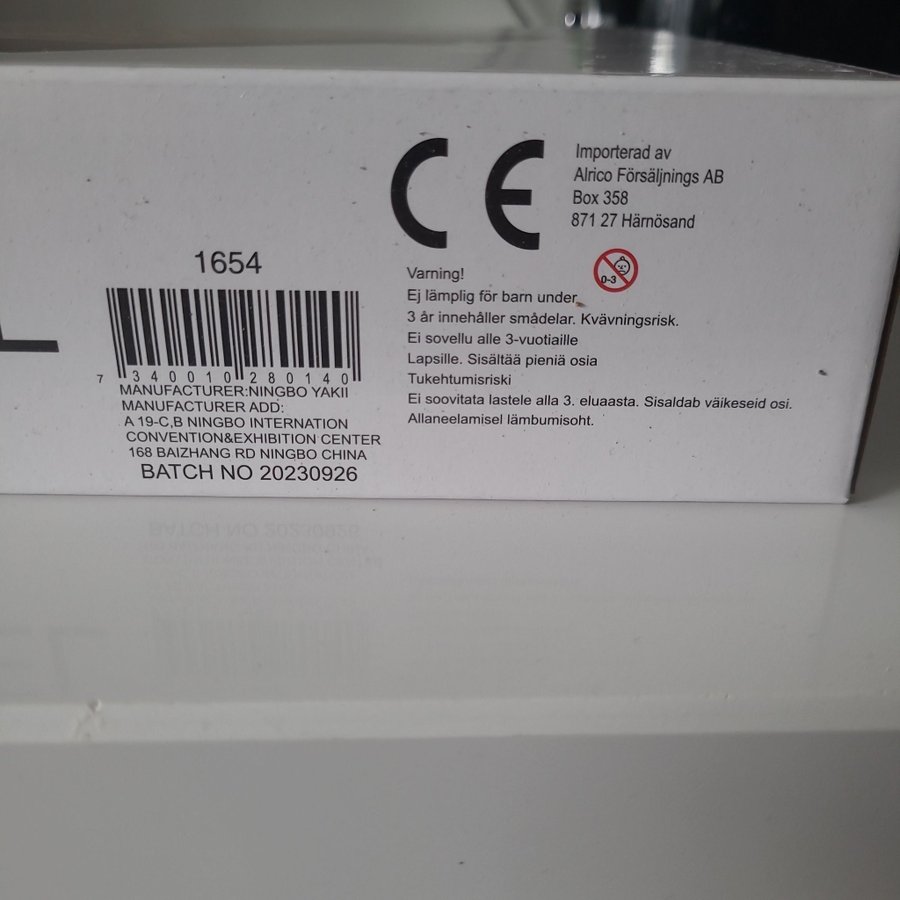 CE
Importerad av
Alrico Försäljnings AB
Box 358
871 27 Härnösand
0-3
Varning!
Ej lämplig för barn under
3 år innehåller smådelar. Kvävningsrisk.
Ei sovellu alle 3-vuotiaille
Lapsille. Sisältää pieniä osia
Tukehtumisriski
Ei soovitata lastele alla 3. eluaasta. Sisaldab väikeseid osi.
Allaneelamisel lämbumisoht.
1654
7 340010 280140
MANUFACTURER:NINGBO YAKII
MANUFACTURER ADD:
A 19-C,B NINGBO INTERNATION
CONVENTION&EXHIBITION CENTER
168 BAIZHANG RD NINGBO CHINA
BATCH NO 20230926